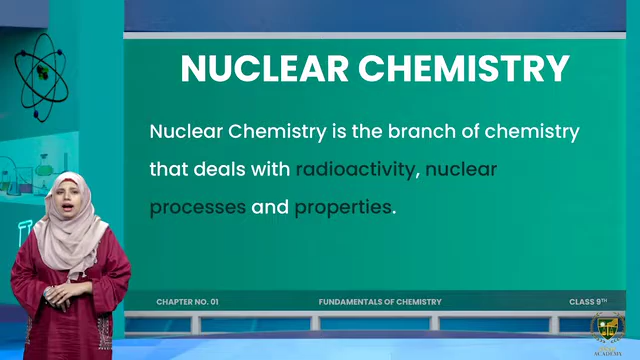 NUCLEAR CHEMISTRY
Nuclear Chemistry is the branch of chemistry
that deals with radioactivity, nuclear
processes and properties.
CHAPTER NO. 01 FUNDAMENTALS OF CHEMISTRY CLASS 9TH
ACADEMY